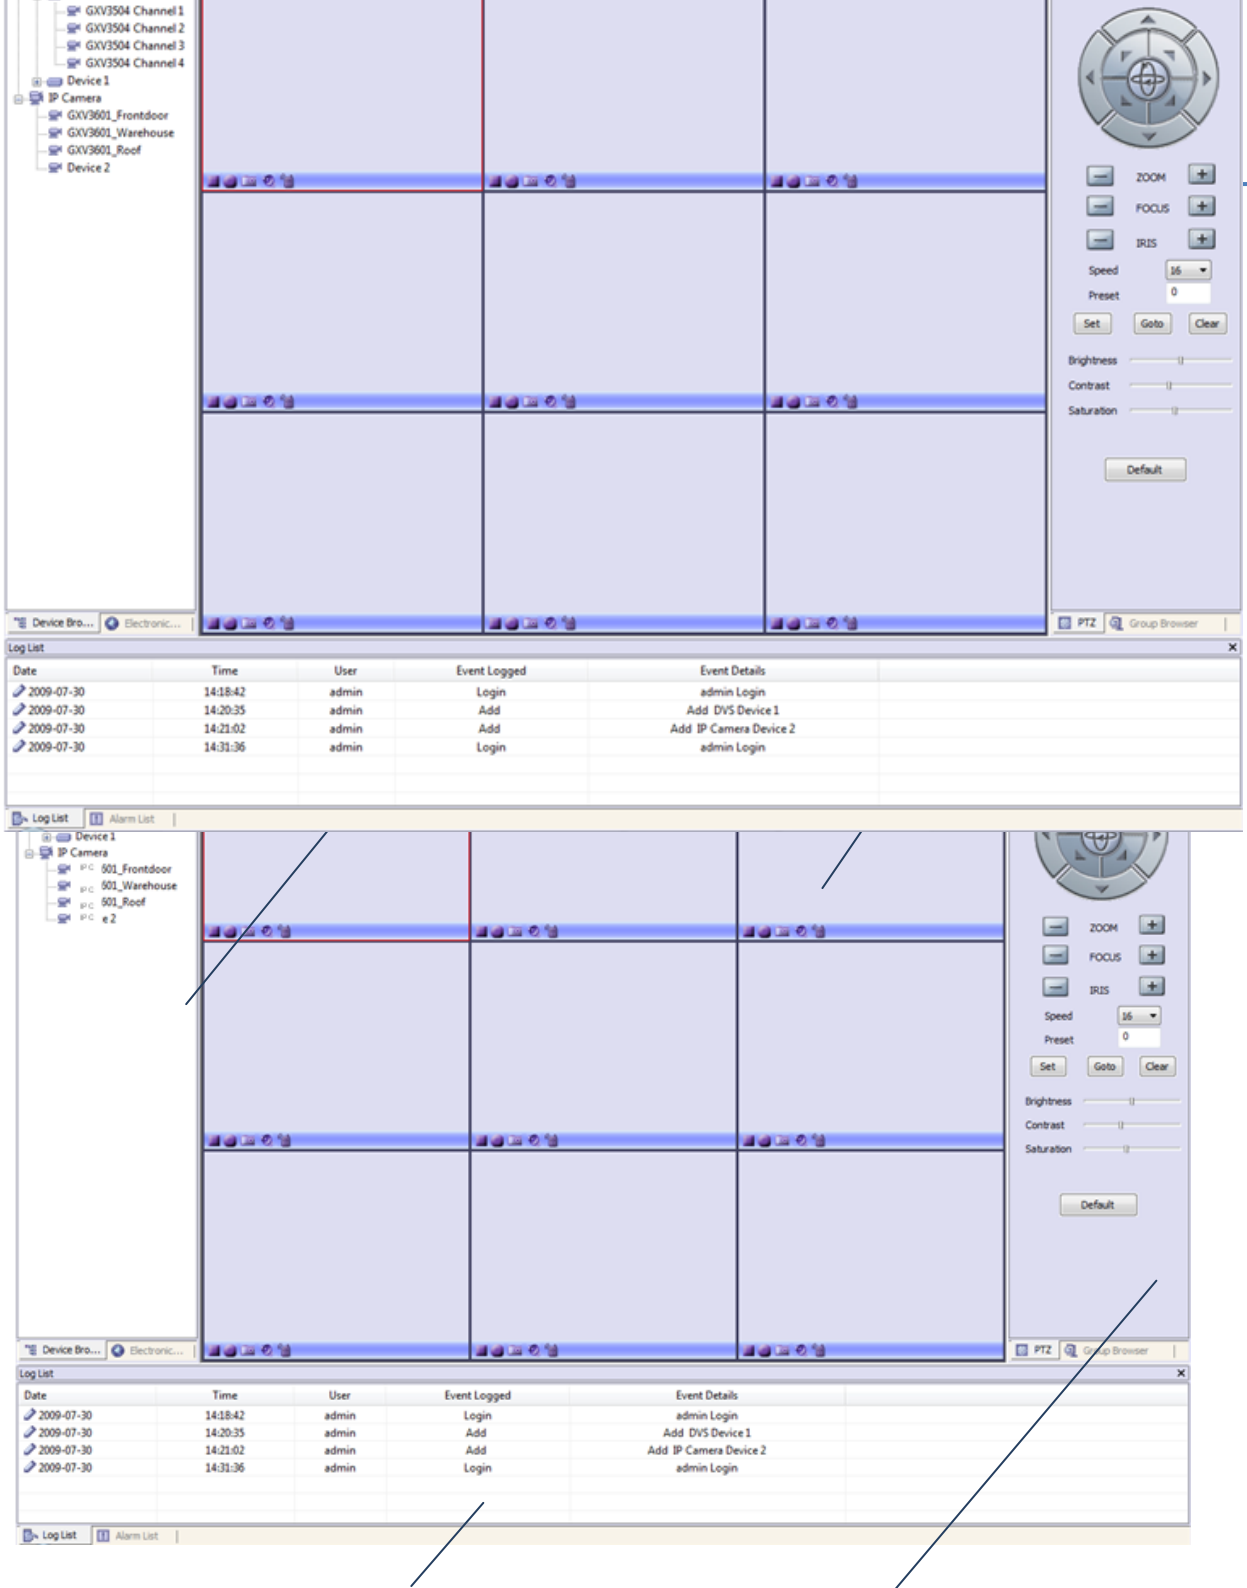 GXV3504 Channel 1
GXV3504 Channel 2
GXV3504 Channel 3
GXV3504 Channel 4
Device 1
IP Camera
GXV3601_Frontdoor
GXV3601_Warehouse
GXV3601_Roof
Device 2
ZOOM
FOCUS
IRIS
Speed 16
Preset 0
Set Goto Clear
Brightness
Contrast
Saturation
Default
Device Bro... Electronic...
PTZ Group Browser
Log List
Date Time User Event Logged Event Details
2009-07-30 14:18:42 admin Login admin Login
2009-07-30 14:20:35 admin Add Add DVS Device 1
2009-07-30 14:21:02 admin Add Add IP Camera Device 2
2009-07-30 14:31:36 admin Login admin Login
Log List Alarm List
Device 1
IP Camera
IPC 601_Frontdoor
IPC 601_Warehouse
IPC 601_Roof
IPC e 2
ZOOM
FOCUS
IRIS
Speed 16
Preset 0
Set Goto Clear
Brightness
Contrast
Saturation
Default
Device Bro... Electronic...
PTZ Group Browser
Log List
Date Time User Event Logged Event Details
2009-07-30 14:18:42 admin Login admin Login
2009-07-30 14:20:35 admin Add Add DVS Device 1
2009-07-30 14:21:02 admin Add Add IP Camera Device 2
2009-07-30 14:31:36 admin Login admin Login
Log List Alarm List